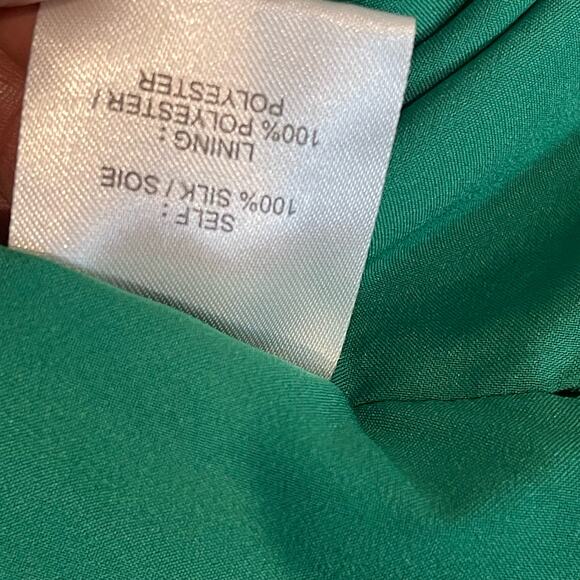 SELF :
100% SILK / SOIE
LINING :
100% POLYESTER /
POLYESTER